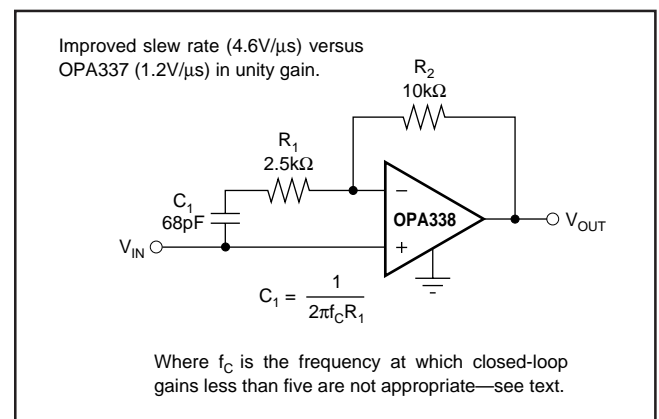 Improved slew rate (4.6V/µs) versus
OPA337 (1.2V/µs) in unity gain.
R2
10kΩ
R1
2.5kΩ
C1
68pF
–
OPA338
+
VIN
VOUT
C1 = 1 / 2πfCR1
Where fC is the frequency at which closed-loop
gains less than five are not appropriate—see text.